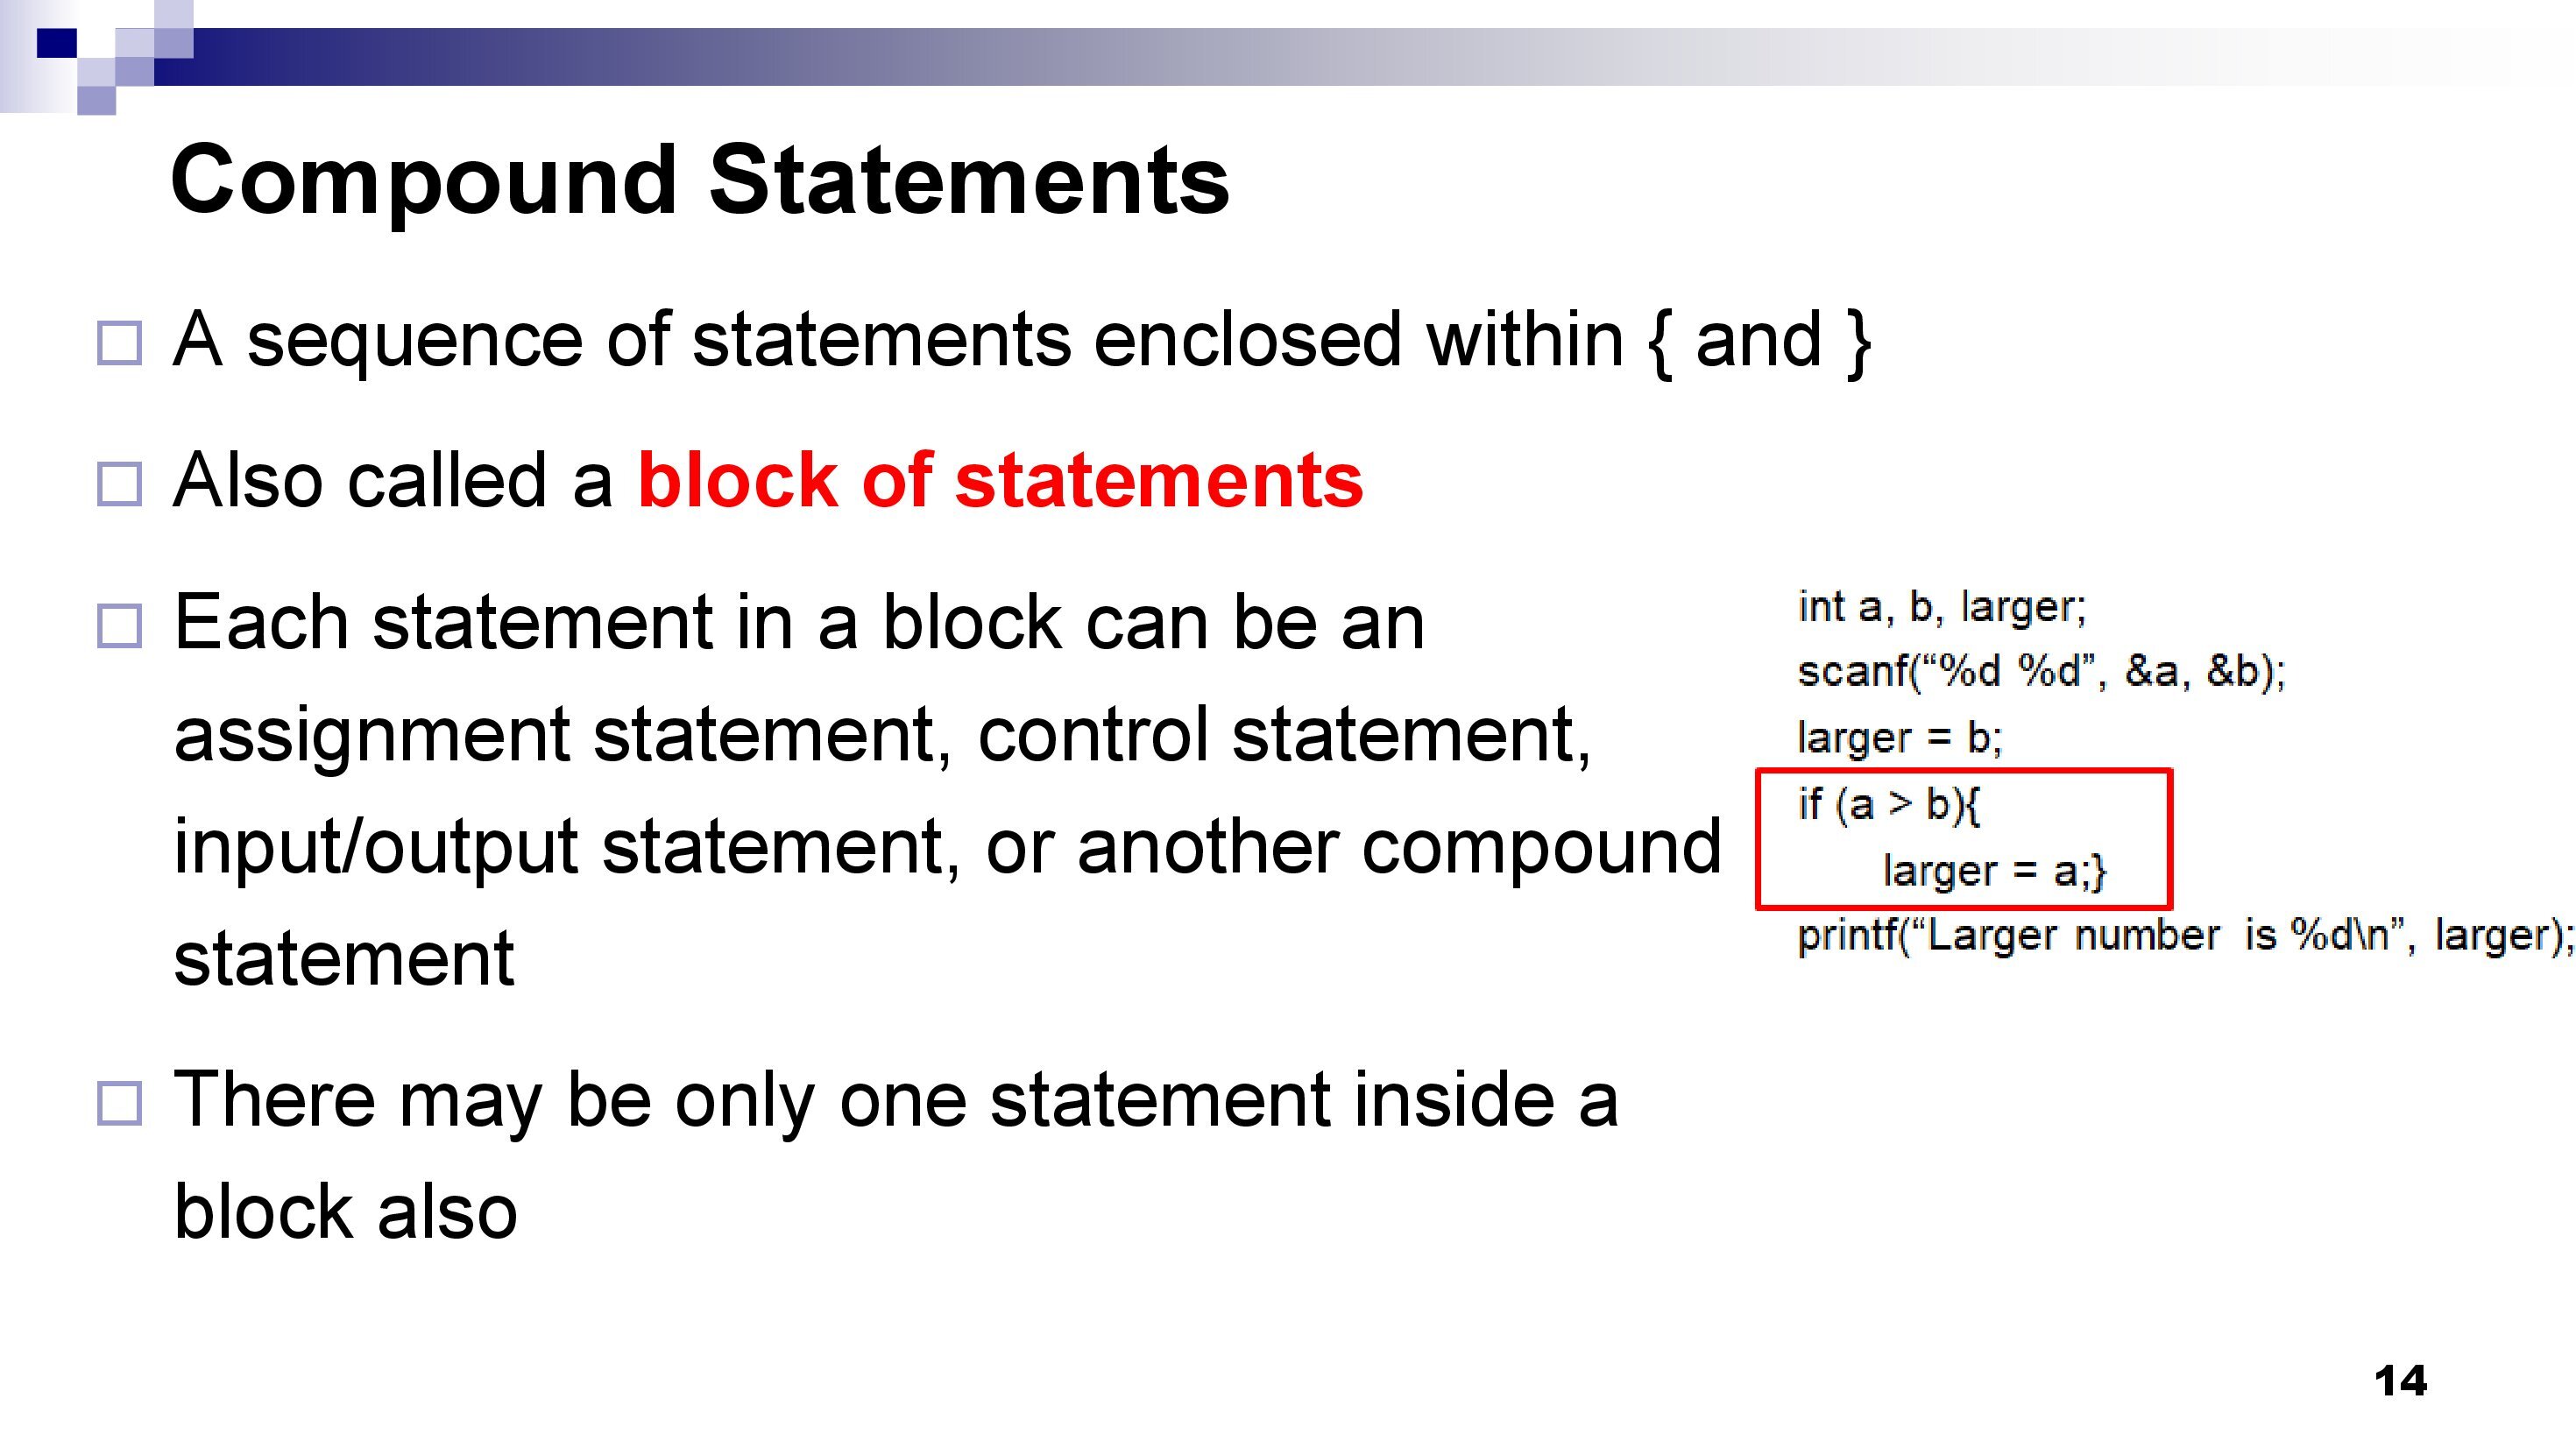 Compound Statements
A sequence of statements enclosed within { and }
Also called a block of statements
Each statement in a block can be an
assignment statement, control statement,
input/output statement, or another compound
statement
There may be only one statement inside a
block also
int a, b, larger;
scanf(“%d %d”, &a, &b);
larger = b;
if (a > b){
larger = a;}
printf(“Larger number is %d\n”, larger);
14